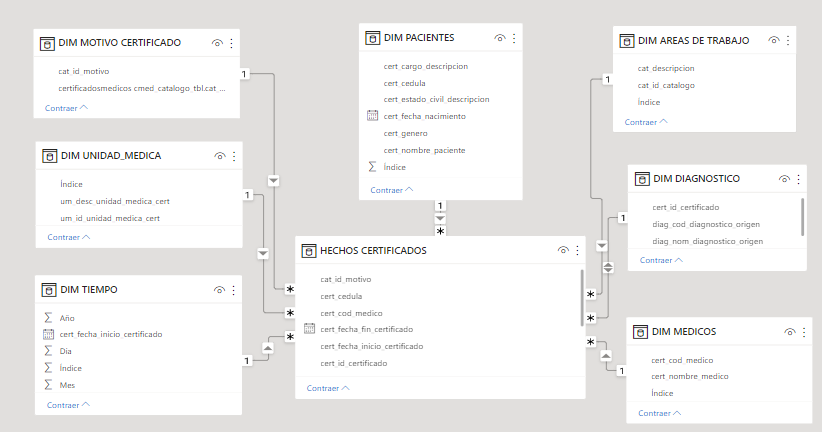 DIM MOTIVO CERTIFICADO
cat_id_motivo
certificadosmedicos cmed_catalogo_tbl.cat_...
Contraer
1
DIM UNIDAD_MEDICA
Índice
um_desc_unidad_medica_cert
um_id_unidad_medica_cert
Contraer
1
DIM TIEMPO
Año
cert_fecha_inicio_certificado
Dia
Índice
Mes
Contraer
1
DIM PACIENTES
cert_cargo_descripcion
cert_cedula
cert_estado_civil_descripcion
cert_fecha_nacimiento
cert_genero
cert_nombre_paciente
Índice
Contraer
1
*
HECHOS CERTIFICADOS
cat_id_motivo
cert_cedula
cert_cod_medico
cert_fecha_fin_certificado
cert_fecha_inicio_certificado
cert_id_certificado
Contraer
*
*
*
*
*
*
DIM AREAS DE TRABAJO
cat_descripcion
cat_id_catalogo
Índice
Contraer
1
DIM DIAGNOSTICO
cert_id_certificado
diag_cod_diagnostico_origen
diag_nom_diagnostico_origen
Contraer
1
DIM MEDICOS
cert_cod_medico
cert_nombre_medico
Índice
Contraer
1